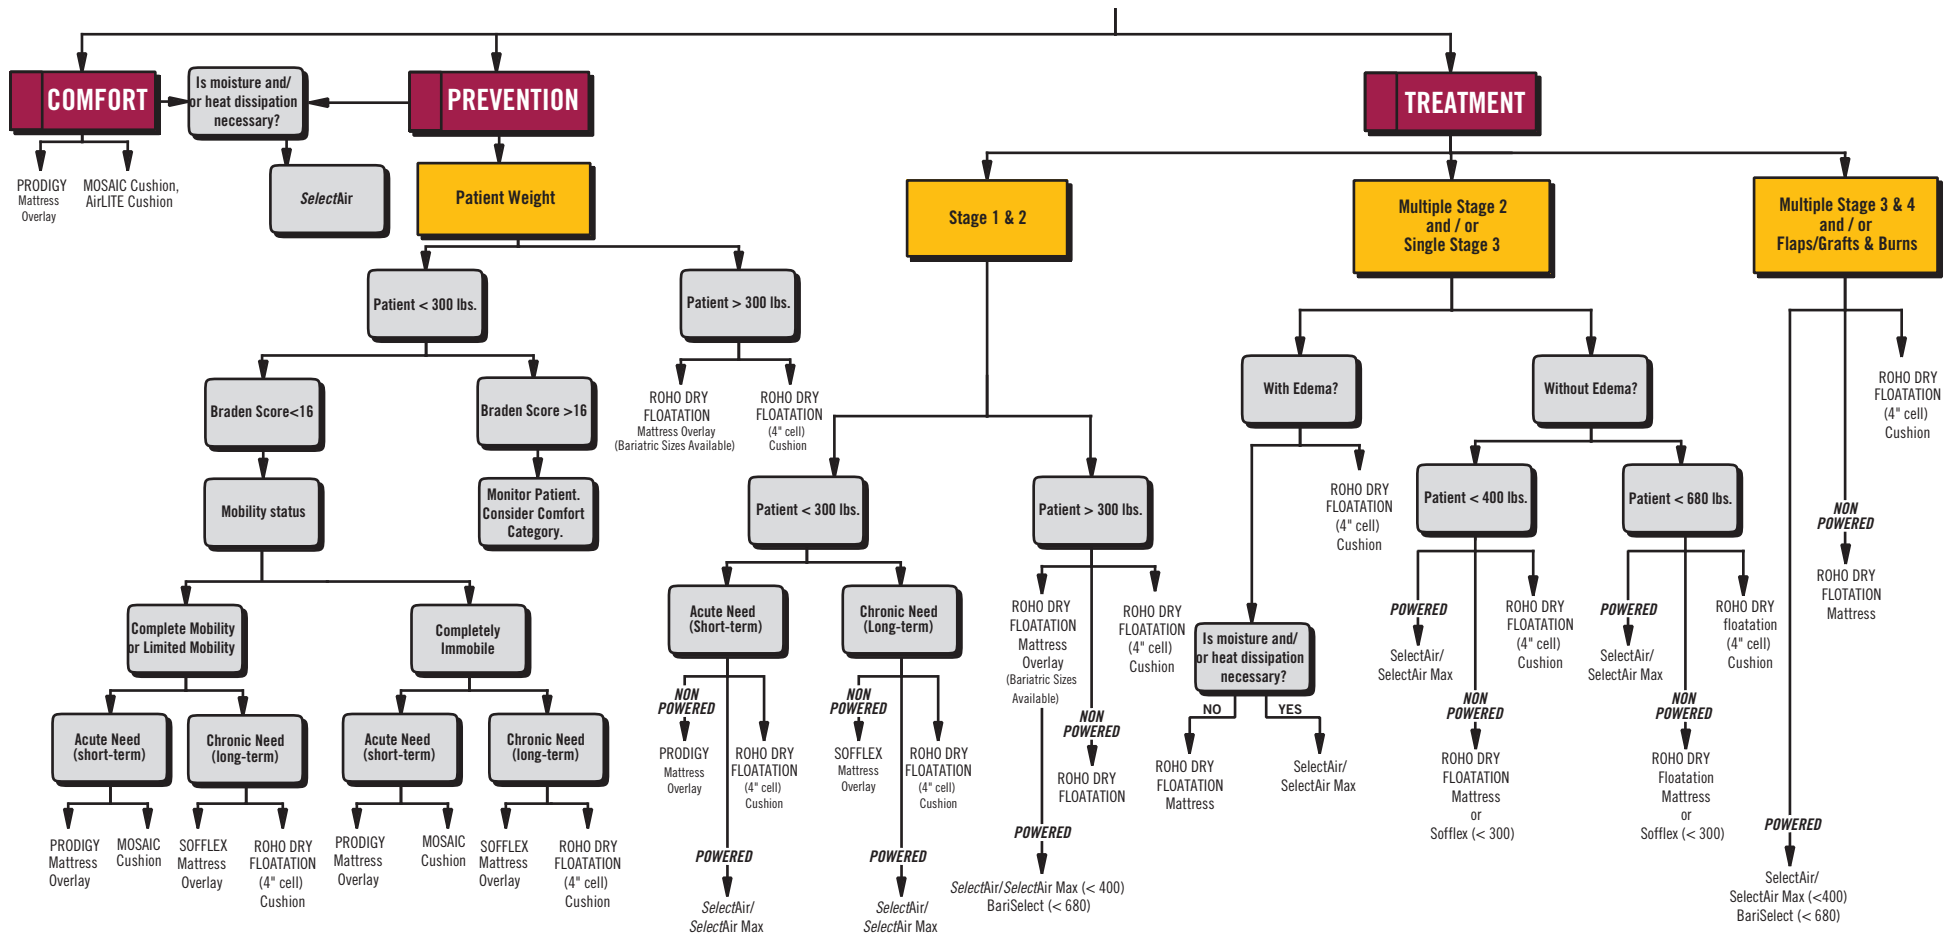 COMFORT
Is moisture and/
or heat dissipation
necessary?
PREVENTION
TREATMENT
PRODIGY
Mattress
Overlay
MOSAIC Cushion,
AirLITE Cushion
SelectAir
Patient Weight
Stage 1 & 2
Multiple Stage 2
and / or
Single Stage 3
Multiple Stage 3 & 4
and / or
Flaps/Grafts & Burns
Patient < 300 lbs.
Patient > 300 lbs.
Braden Score<16
Braden Score >16
ROHO DRY
FLOATATION
Mattress Overlay
(Bariatric Sizes Available)
ROHO DRY
FLOATATION
(4" cell)
Cushion
Mobility status
Monitor Patient.
Consider Comfort
Category.
Complete Mobility
or Limited Mobility
Completely
Immobile
Acute Need
(short-term)
Chronic Need
(long-term)
Acute Need
(short-term)
Chronic Need
(long-term)
PRODIGY
Mattress
Overlay
MOSAIC
Cushion
SOFFLEX
Mattress
Overlay
ROHO DRY
FLOATATION
(4" cell)
Cushion
PRODIGY
Mattress
Overlay
MOSAIC
Cushion
SOFFLEX
Mattress
Overlay
ROHO DRY
FLOATATION
(4" cell)
Cushion
Patient < 300 lbs.
Patient > 300 lbs.
Acute Need
(Short-term)
Chronic Need
(Long-term)
NON
POWERED
PRODIGY
Mattress
Overlay
ROHO DRY
FLOATATION
(4" cell)
Cushion
POWERED
SelectAir/
SelectAir Max
NON
POWERED
SOFFLEX
Mattress
Overlay
ROHO DRY
FLOATATION
(4" cell)
Cushion
POWERED
SelectAir/
SelectAir Max
ROHO DRY
FLOATATION
Mattress
Overlay
(Bariatric Sizes
Available)
POWERED
SelectAir/SelectAir Max (< 400)
BariSelect (< 680)
NON
POWERED
ROHO DRY
FLOATATION
ROHO DRY
FLOATATION
(4" cell)
Cushion
With Edema?
Without Edema?
ROHO DRY
FLOATATION
(4" cell)
Cushion
Is moisture and/
or heat dissipation
necessary?
NO
YES
ROHO DRY
FLOATATION
Mattress
SelectAir/
SelectAir Max
Patient < 400 lbs.
Patient < 680 lbs.
POWERED
SelectAir/
SelectAir Max
NON
POWERED
ROHO DRY
FLOATATION
Mattress
or
Sofflex (< 300)
ROHO DRY
FLOATATION
(4" cell)
Cushion
POWERED
SelectAir/
SelectAir Max
NON
POWERED
ROHO DRY
Floatation
Mattress
or
Sofflex (< 300)
ROHO DRY
floatation
(4" cell)
Cushion
POWERED
SelectAir/
SelectAir Max (<400)
BariSelect (< 680)
NON
POWERED
ROHO DRY
FLOTATION
Mattress
ROHO DRY
FLOATATION
(4" cell)
Cushion